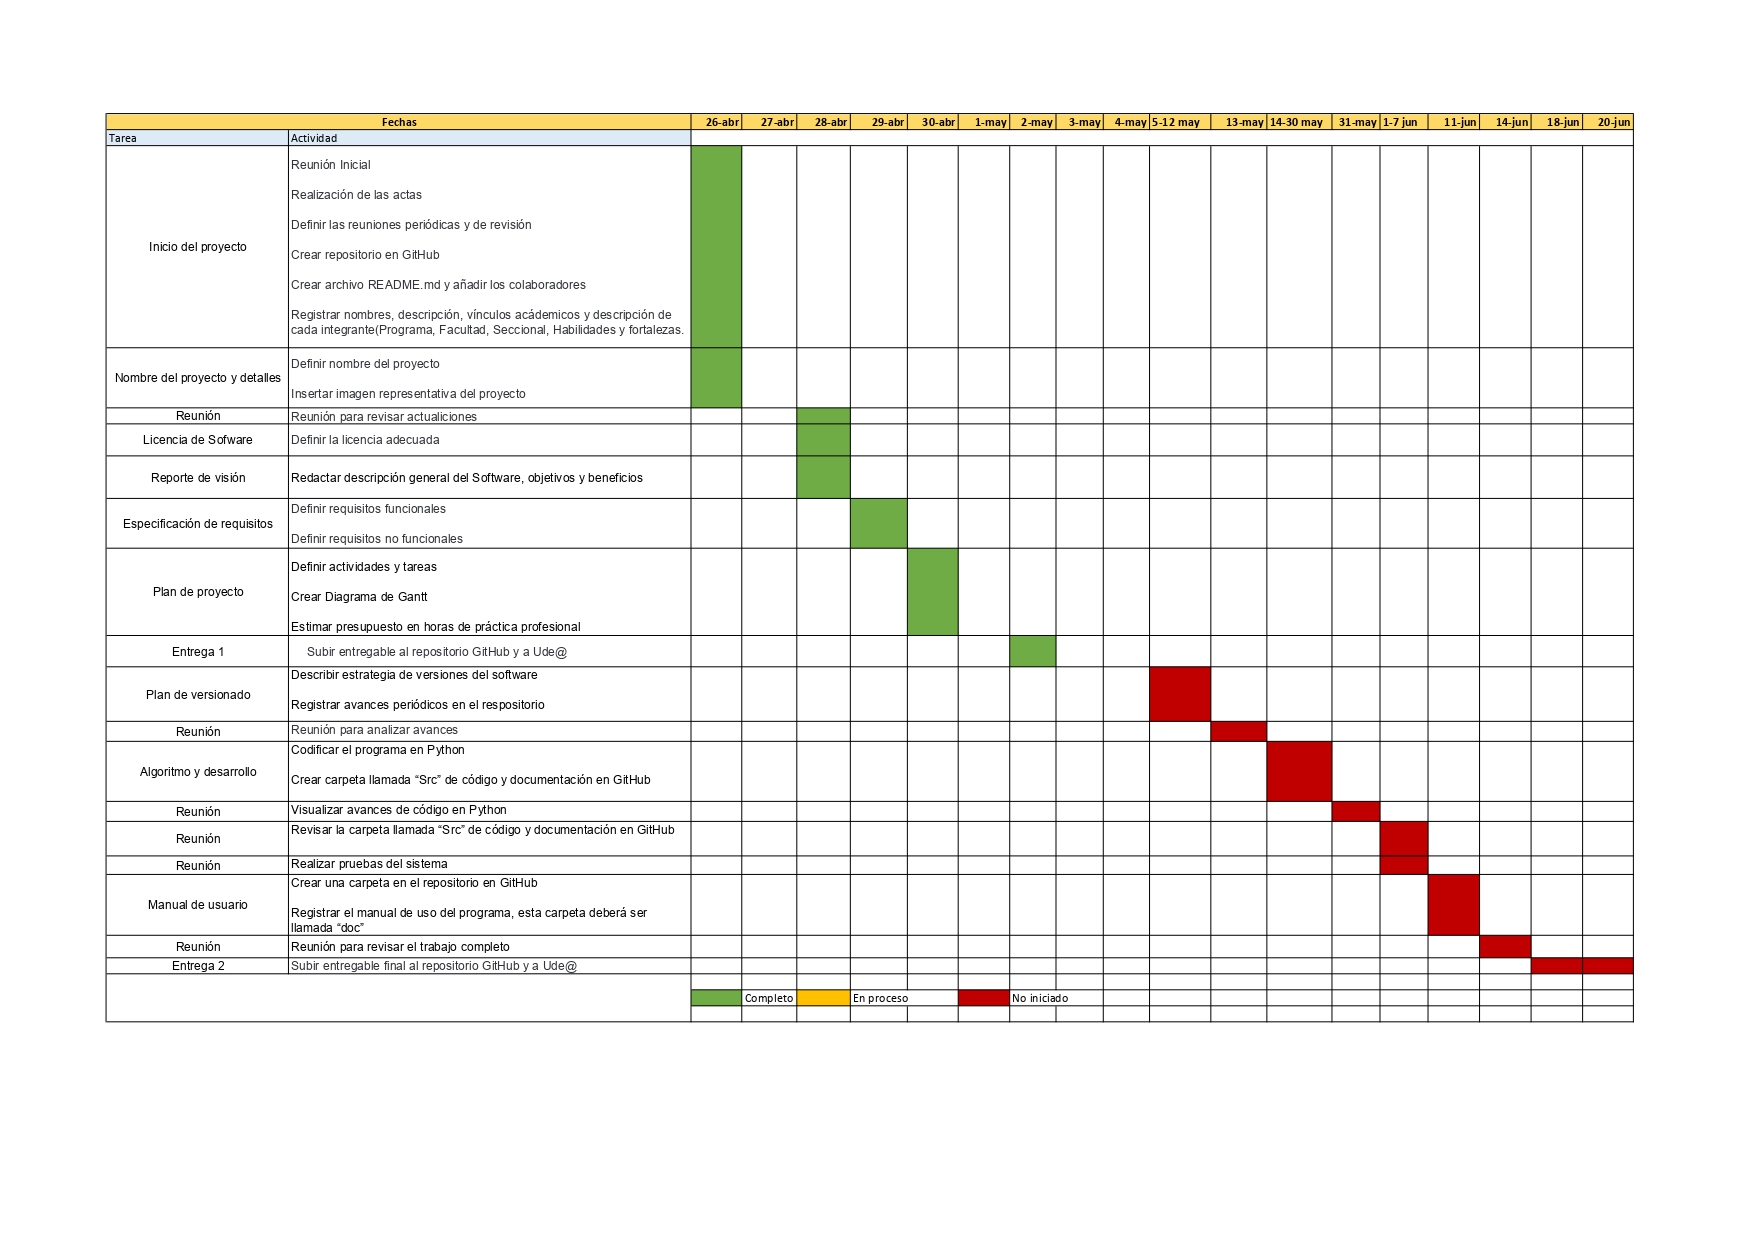 Fechas 26-abr 27-abr 28-abr 29-abr 30-abr 1-may 2-may 3-may 4-may 5-12 may 13-may 14-30 may 31-may 1-7 jun 11-jun 14-jun 18-jun 20-jun
Tarea Actividad
Inicio del proyecto
Reunión Inicial
Realización de las actas
Definir las reuniones periódicas y de revisión
Crear repositorio en GitHub
Crear archivo README.md y añadir los colaboradores
Registrar nombres, descripción, vínculos acádemicos y descripción de
cada integrante(Programa, Facultad, Seccional, Habilidades y fortalezas.
Nombre del proyecto y detalles
Definir nombre del proyecto
Insertar imagen representativa del proyecto
Reunión Reunión para revisar actualiciones
Licencia de Sofware Definir la licencia adecuada
Reporte de visión Redactar descripción general del Software, objetivos y beneficios
Especificación de requisitos
Definir requisitos funcionales
Definir requisitos no funcionales
Plan de proyecto
Definir actividades y tareas
Crear Diagrama de Gantt
Estimar presupuesto en horas de práctica profesional
Entrega 1 Subir entregable al repositorio GitHub y a Ude@
Plan de versionado
Describir estrategia de versiones del software
Registrar avances periódicos en el respositorio
Reunión Reunión para analizar avances
Algoritmo y desarrollo
Codificar el programa en Python
Crear carpeta llamada “Src” de código y documentación en GitHub
Reunión Visualizar avances de código en Python
Reunión Revisar la carpeta llamada “Src” de código y documentación en GitHub
Reunión Realizar pruebas del sistema
Manual de usuario
Crear una carpeta en el repositorio en GitHub
Registrar el manual de uso del programa, esta carpeta deberá ser
llamada “doc”
Reunión Reunión para revisar el trabajo completo
Entrega 2 Subir entregable final al repositorio GitHub y a Ude@
Completo En proceso No iniciado